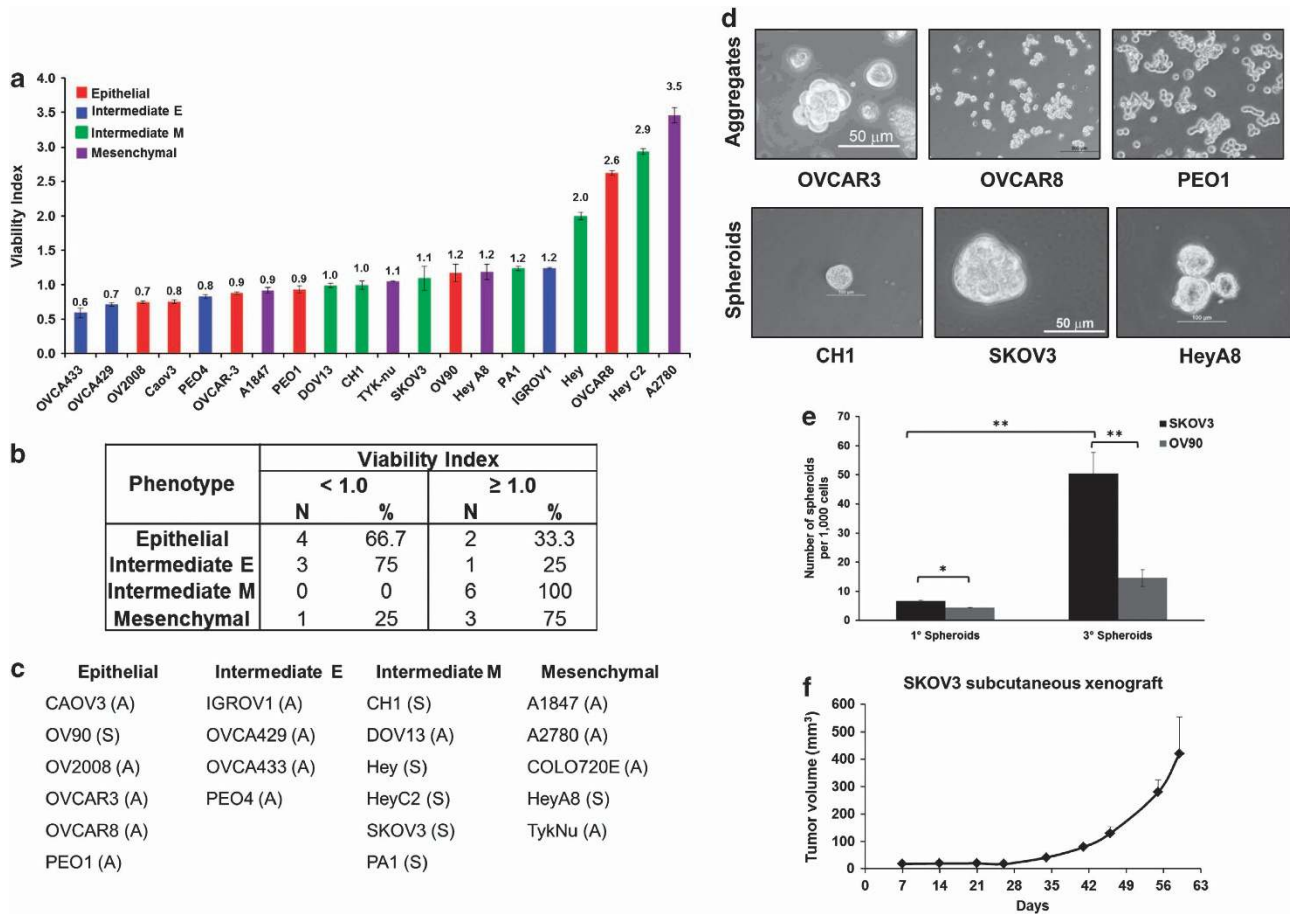 a
4.0
3.5
3.0
2.5
2.0
1.5
1.0
0.5
0.0
Viability Index
Epithelial
Intermediate E
Intermediate M
Mesenchymal
0.6 0.7 0.7 0.8 0.8 0.9 0.9 0.9 1.0 1.0 1.1 1.1 1.2 1.2 1.2 1.2 2.0 2.6 2.9 3.5
OVCA433 OVCA429 OV2008 Caov3 PEO4 OVCAR-3 A1847 PEO1 DOV13 CH1 TYK-nu SKOV3 OV90 Hey A8 PA1 IGROV1 Hey OVCAR8 Hey C2 A2780
b
Phenotype Viability Index
< 1.0 ≥ 1.0
N % N %
Epithelial 4 66.7 2 33.3
Intermediate E 3 75 1 25
Intermediate M 0 0 6 100
Mesenchymal 1 25 3 75
c
Epithelial Intermediate E Intermediate M Mesenchymal
CAOV3 (A) IGROV1 (A) CH1 (S) A1847 (A)
OV90 (S) OVCA429 (A) DOV13 (A) A2780 (A)
OV2008 (A) OVCA433 (A) Hey (S) COLO720E (A)
OVCAR3 (A) PEO4 (A) HeyC2 (S) HeyA8 (S)
OVCAR8 (A) SKOV3 (S) TykNu (A)
PEO1 (A) PA1 (S)
d
Aggregates
50 μm
OVCAR3 OVCAR8 PEO1
Spheroids
100 μm
50 μm
100 μm
CH1 SKOV3 HeyA8
e
70
60
50
40
30
20
10
0
Number of spheroids
per 1,000 cells
SKOV3
OV90
**
**
*
1° Spheroids 3° Spheroids
f
SKOV3 subcutaneous xenograft
600
500
400
300
200
100
0
Tumor volume (mm³)
0 7 14 21 28 35 42 49 56 63
Days